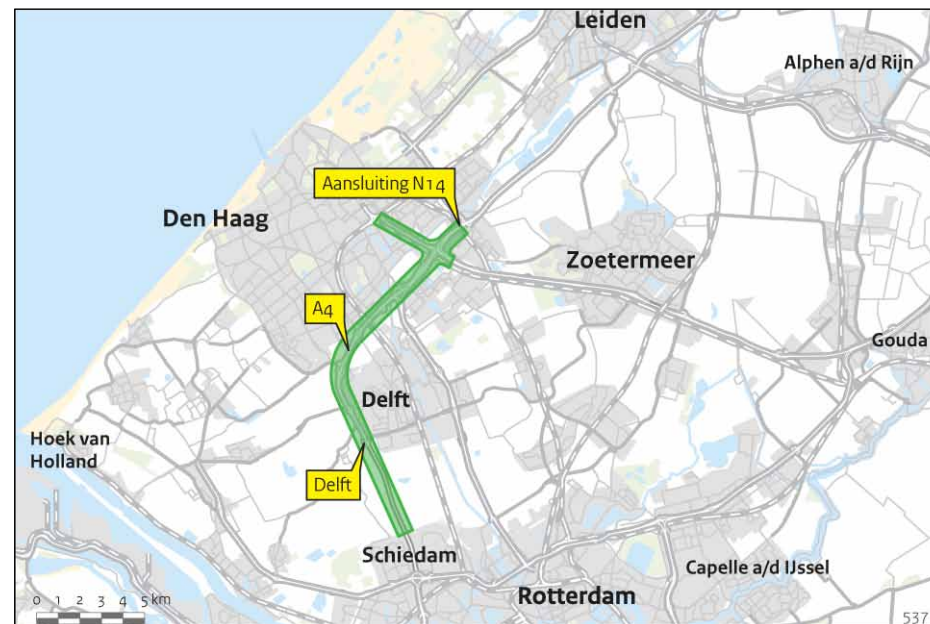 Leiden
Alphen a/d Rijn
Aansluiting N14
Den Haag
Zoetermeer
A4
Gouda
Delft
Hoek van
Holland
Delft
Schiedam
Capelle a/d IJssel
Rotterdam
0 1 2 3 4 5 km
537